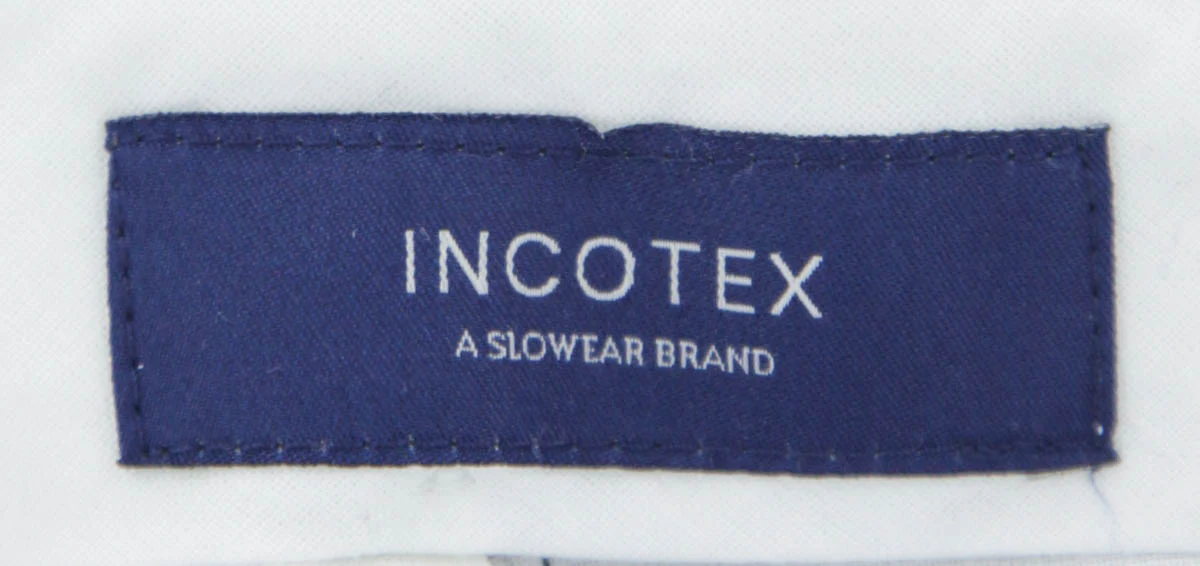 INCOTEX
A SLOWEAR BRAND